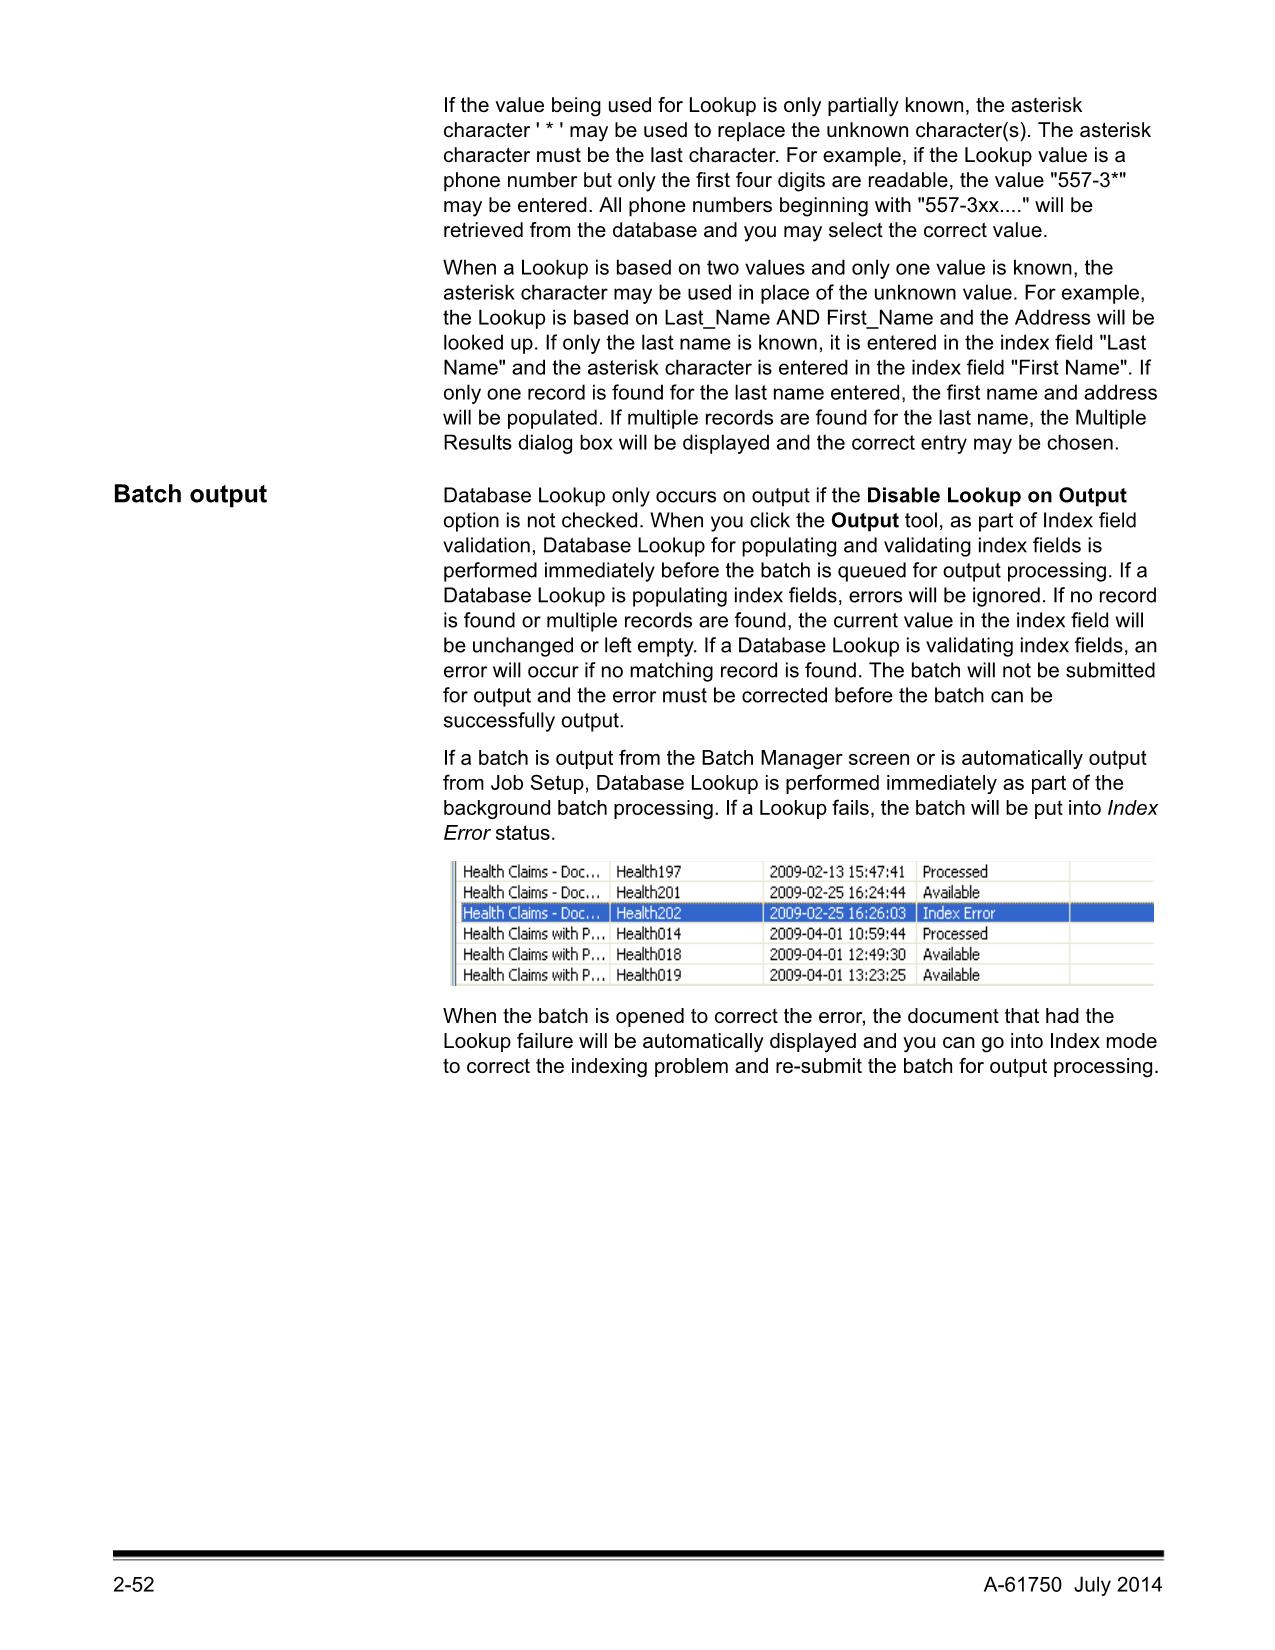 If the value being used for Lookup is only partially known, the asterisk
character ' * ' may be used to replace the unknown character(s). The asterisk
character must be the last character. For example, if the Lookup value is a
phone number but only the first four digits are readable, the value "557-3*"
may be entered. All phone numbers beginning with "557-3xx...." will be
retrieved from the database and you may select the correct value.
When a Lookup is based on two values and only one value is known, the
asterisk character may be used in place of the unknown value. For example,
the Lookup is based on Last_Name AND First_Name and the Address will be
looked up. If only the last name is known, it is entered in the index field "Last
Name" and the asterisk character is entered in the index field "First Name". If
only one record is found for the last name entered, the first name and address
will be populated. If multiple records are found for the last name, the Multiple
Results dialog box will be displayed and the correct entry may be chosen.
Batch output
Database Lookup only occurs on output if the Disable Lookup on Output
option is not checked. When you click the Output tool, as part of Index field
validation, Database Lookup for populating and validating index fields is
performed immediately before the batch is queued for output processing. If a
Database Lookup is populating index fields, errors will be ignored. If no record
is found or multiple records are found, the current value in the index field will
be unchanged or left empty. If a Database Lookup is validating index fields, an
error will occur if no matching record is found. The batch will not be submitted
for output and the error must be corrected before the batch can be
successfully output.
If a batch is output from the Batch Manager screen or is automatically output
from Job Setup, Database Lookup is performed immediately as part of the
background batch processing. If a Lookup fails, the batch will be put into Index
Error status.
Health Claims - Doc... Health197 2009-02-13 15:47:41 Processed
Health Claims - Doc... Health201 2009-02-25 16:24:44 Available
Health Claims - Doc... Health202 2009-02-25 16:26:03 Index Error
Health Claims with P... Health014 2009-04-01 10:59:44 Processed
Health Claims with P... Health018 2009-04-01 12:49:30 Available
Health Claims with P... Health019 2009-04-01 13:23:25 Available
When the batch is opened to correct the error, the document that had the
Lookup failure will be automatically displayed and you can go into Index mode
to correct the indexing problem and re-submit the batch for output processing.
2-52 A-61750 July 2014